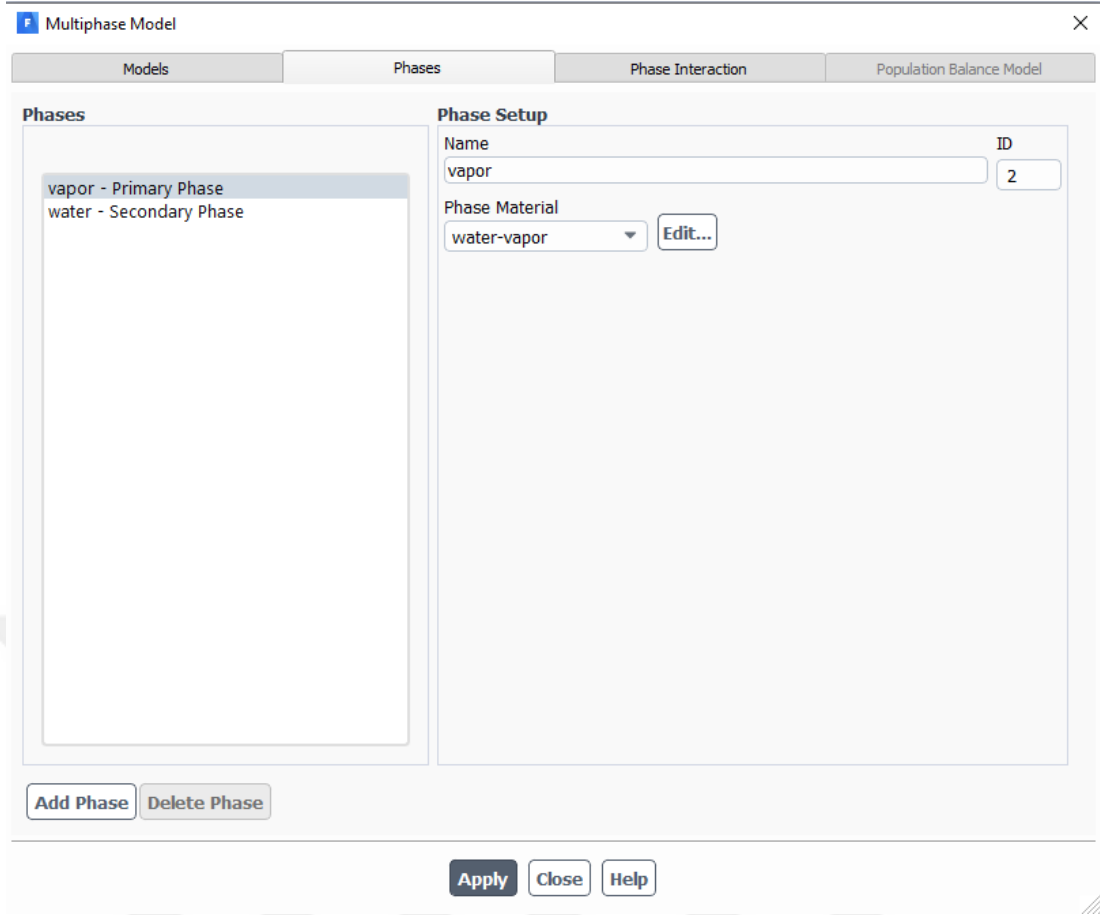 F Multiphase Model
Models Phases Phase Interaction Population Balance Model
Phases
vapor - Primary Phase
water - Secondary Phase
Phase Setup
Name ID
vapor 2
Phase Material
water-vapor Edit...
Add Phase Delete Phase
Apply Close Help